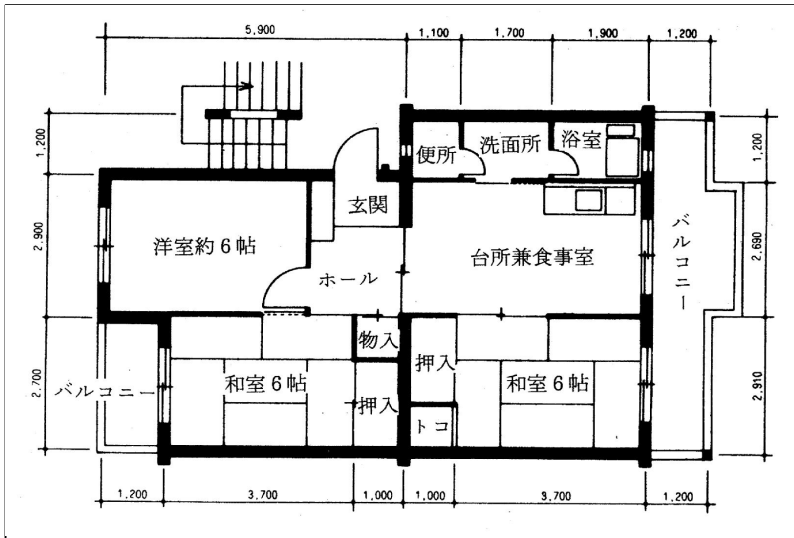 5,900
1,100
1,700
1,900
1,200
1,200
2,900
2,700
便所
洗面所
浴室
玄関
洋室約6帖
ホール
台所兼食事室
バルコニー
物入
押入
和室6帖
押入
和室6帖
バルコニー
トコ
1,200
2,690
2,910
1,200
3,700
1,000
1,000
3,700
1,200